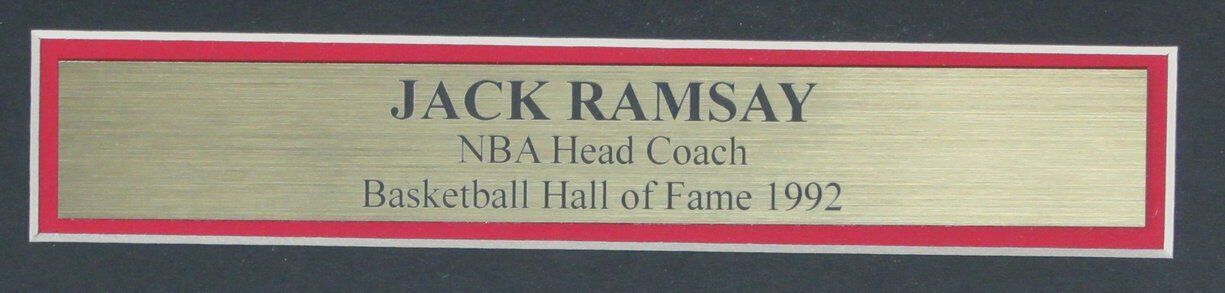 JACK RAMSAY
NBA Head Coach
Basketball Hall of Fame 1992